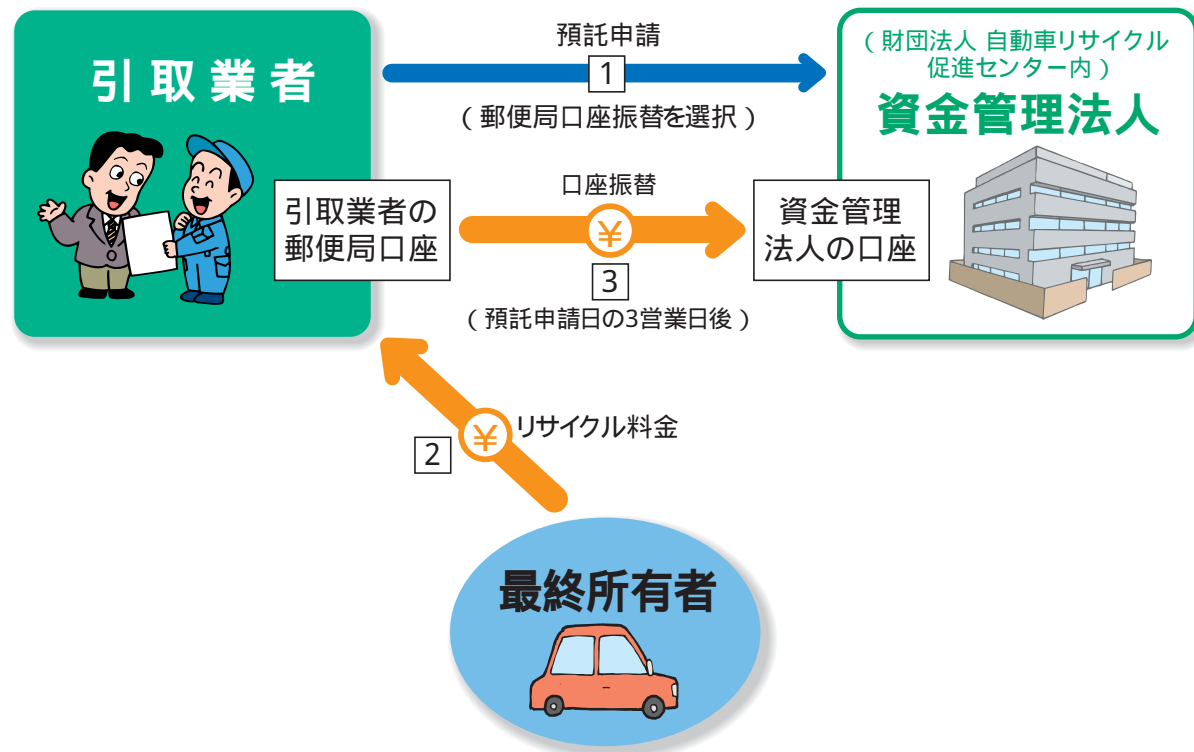 引取業者
預託申請
1
(郵便局口座振替を選択)
(財団法人 自動車リサイクル
促進センター内)
資金管理法人
引取業者の
郵便局口座
口座振替
¥
3
(預託申請日の3営業日後)
資金管理
法人の口座
2
¥
リサイクル料金
最終所有者